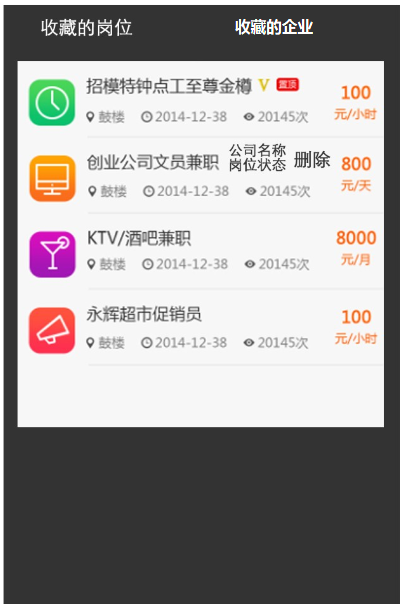 收藏的岗位 收藏的企业
招模特钟点工至尊金樽 V 置顶 100
鼓楼 2014-12-38 20145次 元/小时
创业公司文员兼职 公司名称 岗位状态 删除 800
鼓楼 2014-12-38 20145次 元/天
KTV/酒吧兼职 8000
鼓楼 2014-12-38 20145次 元/月
永辉超市促销员 100
鼓楼 2014-12-38 20145次 元/小时